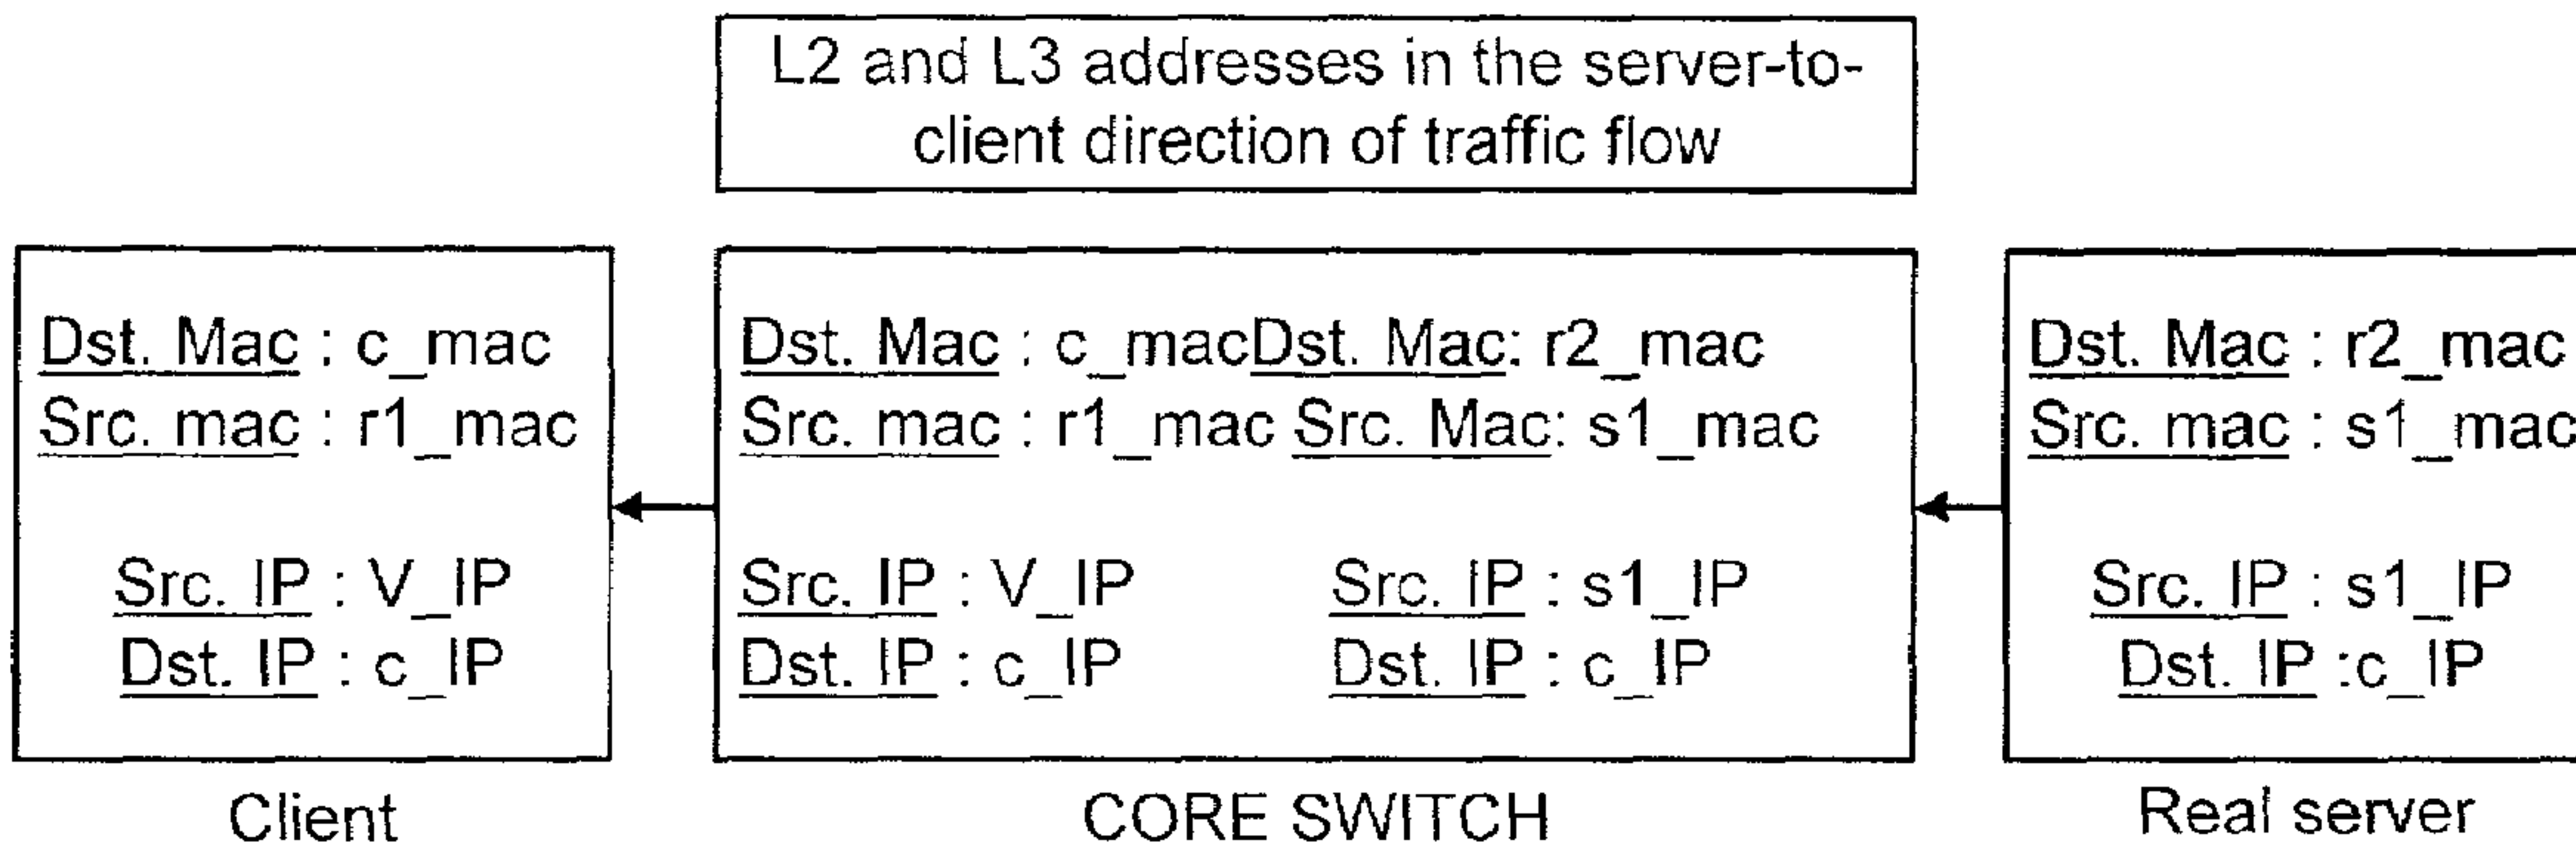 L2 and L3 addresses in the server-to-
client direction of traffic flow
Dst. Mac : c_mac
Src. mac : r1_mac
Src. IP : V_IP
Dst. IP : c_IP
Client
Dst. Mac : c_macDst. Mac: r2_mac
Src. mac : r1_mac Src. Mac: s1_mac
Src. IP : V_IP Src. IP : s1_IP
Dst. IP : c_IP Dst. IP : c_IP
CORE SWITCH
Dst. Mac : r2_mac
Src. mac : s1_mac
Src. IP : s1_IP
Dst. IP :c_IP
Real server